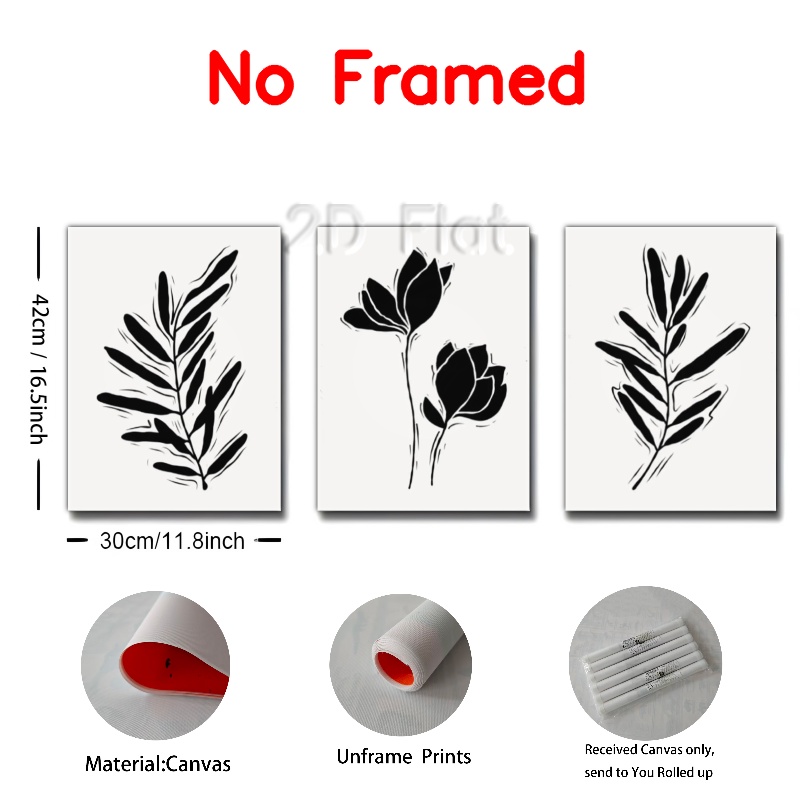 No Framed
2D Flat
42cm / 16.5inch
30cm/11.8inch
Material:Canvas
Unframe Prints
Received Canvas only,
send to You Rolled up